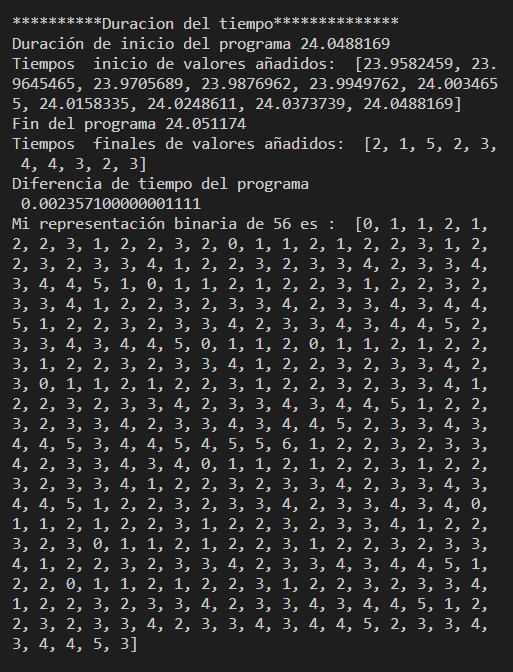 **********Duracion del tiempo**************
Duración de inicio del programa 24.0488169
Tiempos  inicio de valores añadidos:  [23.9582459, 23.
9645465, 23.9705689, 23.9876962, 23.9949762, 24.003465
5, 24.0158335, 24.0248611, 24.0373739, 24.0488169]
Fin del programa 24.051174
Tiempos  finales de valores añadidos:  [2, 1, 5, 2, 3,
 4, 4, 3, 2, 3]
Diferencia de tiempo del programa
 0.002357100000001111
Mi representación binaria de 56 es :  [0, 1, 1, 2, 1,
2, 2, 3, 1, 2, 2, 3, 2, 0, 1, 1, 2, 1, 2, 2, 3, 1, 2,
2, 3, 2, 3, 3, 4, 1, 2, 2, 3, 2, 3, 3, 4, 2, 3, 3, 4,
3, 4, 4, 5, 1, 0, 1, 1, 2, 1, 2, 2, 3, 1, 2, 2, 3, 2,
3, 3, 4, 1, 2, 2, 3, 2, 3, 3, 4, 2, 3, 3, 4, 3, 4, 4,
5, 1, 2, 2, 3, 2, 3, 3, 4, 2, 3, 3, 4, 3, 4, 4, 5, 2,
3, 3, 4, 3, 4, 4, 5, 0, 1, 1, 2, 0, 1, 1, 2, 1, 2, 2,
3, 1, 2, 2, 3, 2, 3, 3, 4, 1, 2, 2, 3, 2, 3, 3, 4, 2,
3, 0, 1, 1, 2, 1, 2, 2, 3, 1, 2, 2, 3, 2, 3, 3, 4, 1,
2, 2, 3, 2, 3, 3, 4, 2, 3, 3, 4, 3, 4, 4, 5, 1, 2, 2,
3, 2, 3, 3, 4, 2, 3, 3, 4, 3, 4, 4, 5, 2, 3, 3, 4, 3,
4, 4, 5, 3, 4, 4, 5, 4, 5, 5, 6, 1, 2, 2, 3, 2, 3, 3,
4, 2, 3, 3, 4, 3, 4, 0, 1, 1, 2, 1, 2, 2, 3, 1, 2, 2,
3, 2, 3, 3, 4, 1, 2, 2, 3, 2, 3, 3, 4, 2, 3, 3, 4, 3,
4, 4, 5, 1, 2, 2, 3, 2, 3, 3, 4, 2, 3, 3, 4, 3, 4, 0,
1, 1, 2, 1, 2, 2, 3, 1, 2, 2, 3, 2, 3, 3, 4, 1, 2, 2,
3, 2, 3, 0, 1, 1, 2, 1, 2, 2, 3, 1, 2, 2, 3, 2, 3, 3,
4, 1, 2, 2, 3, 2, 3, 3, 4, 2, 3, 3, 4, 3, 4, 4, 5, 1,
2, 2, 0, 1, 1, 2, 1, 2, 2, 3, 1, 2, 2, 3, 2, 3, 3, 4,
1, 2, 2, 3, 2, 3, 3, 4, 2, 3, 3, 4, 3, 4, 4, 5, 1, 2,
2, 3, 2, 3, 3, 4, 2, 3, 3, 4, 3, 4, 4, 5, 2, 3, 3, 4,
3, 4, 4, 5, 3]